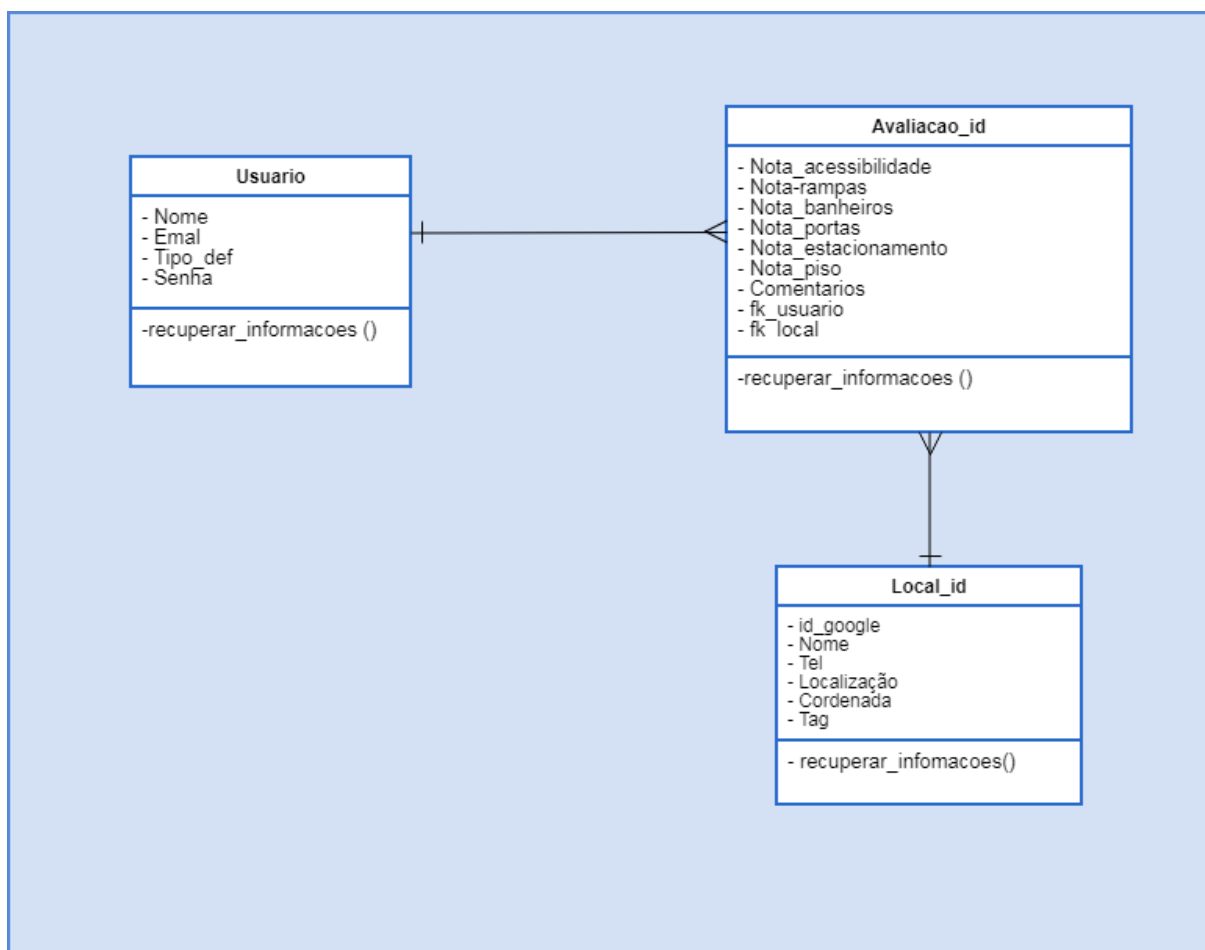 Usuario
- Nome
- Emal
- Tipo_def
- Senha
-recuperar_informacoes ()
Avaliacao_id
- Nota_acessibilidade
- Nota-rampas
- Nota_banheiros
- Nota_portas
- Nota_estacionamento
- Nota_piso
- Comentarios
- fk_usuario
- fk_local
-recuperar_informacoes ()
Local_id
- id_google
- Nome
- Tel
- Localização
- Cordenada
- Tag
- recuperar_infomacoes()